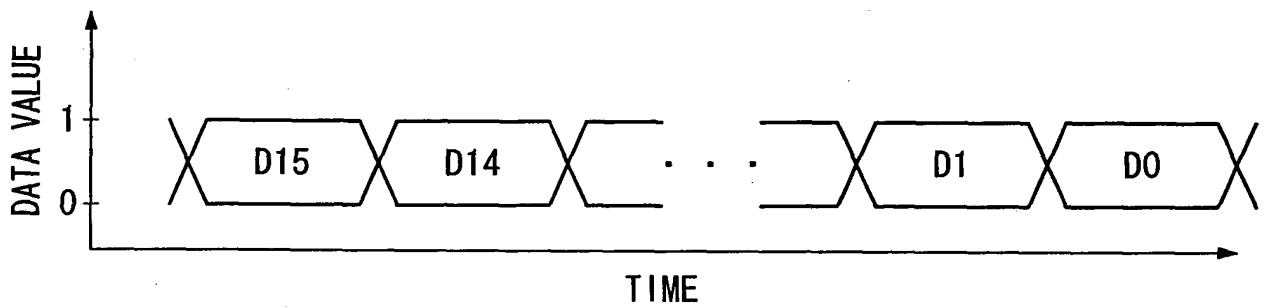 DATA VALUE
1
0
D15 D14 . . . D1 D0
TIME